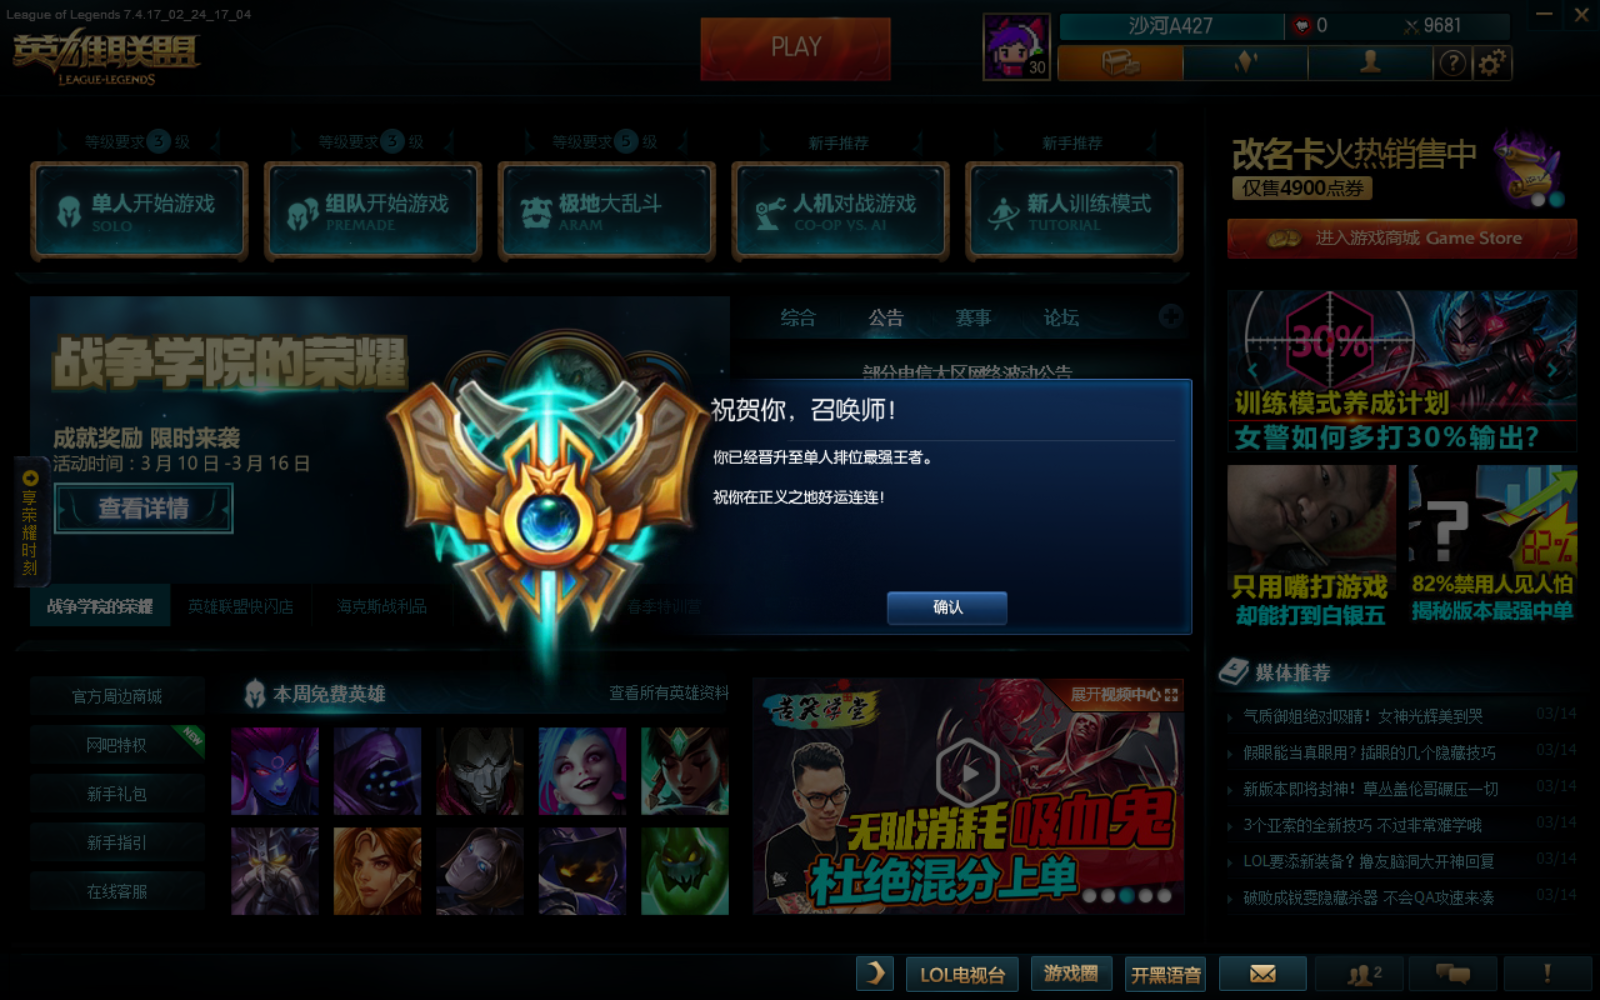 League of Legends 7.4.17_02_24_17_04
英雄联盟
LEAGUE of LEGENDS
PLAY
30
沙河A427
0
9681
?
等级要求 3 级
等级要求 3 级
等级要求 5 级
新手推荐
新手推荐
单人开始游戏
SOLO
组队开始游戏
PREMADE
极地大乱斗
ARAM
人机对战游戏
CO-OP VS. AI
新人训练模式
TUTORIAL
改名卡火热销售中
仅售4900点券
进入游戏商城 Game Store
战争学院的荣耀
成就奖励 限时来袭
活动时间：3月10日-3月16日
查看详情
享荣耀时刻
战争学院的荣耀
英雄联盟快闪店
海克斯战利品
春季特训营
综合
公告
赛事
论坛
部分电信大区网络波动公告
祝贺你，召唤师！
你已经晋升至单人排位最强王者。
祝你在正义之地好运连连！
确认
30%
训练模式养成计划
女警如何多打30%输出？
只用嘴打游戏
却能打到白银五
?
82%
82%禁用人见人怕
揭秘版本最强中单
官方周边商城
网吧特权
NEW
新手礼包
新手指引
在线客服
本周免费英雄
查看所有英雄资料
苦笑课堂
展开视频中心
无耻消耗吸血鬼
杜绝混分上单
媒体推荐
气质御姐绝对吸睛！女神光辉美到哭 03/14
假眼能当真眼用？插眼的几个隐藏技巧 03/14
新版本即将封神！草丛盖伦哥碾压一切 03/14
3个亚索的全新技巧 不过非常难学哦 03/14
LOL要添新装备？撸友脑洞大开神回复 03/14
破败成锐雯隐藏杀器 不会QA攻速来凑 03/14
LOL电视台
游戏圈
开黑语音
2
!